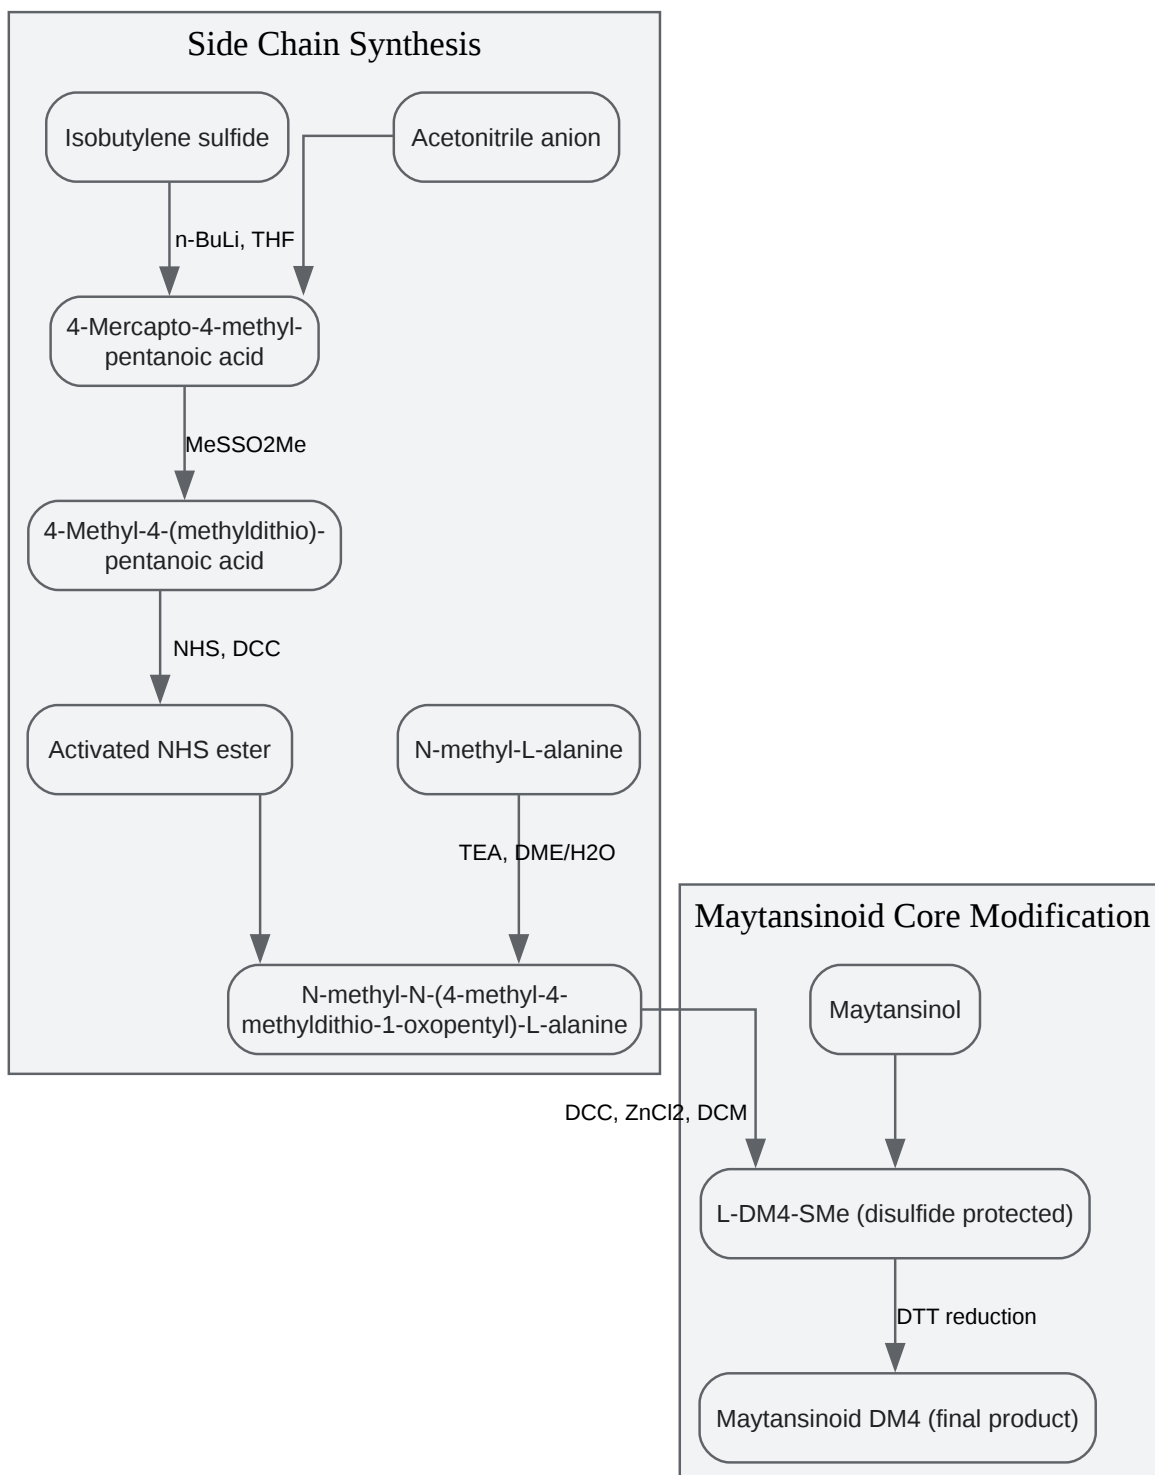 Side Chain Synthesis
Isobutylene sulfide
Acetonitrile anion
n-BuLi, THF
4-Mercapto-4-methyl-
pentanoic acid
MeSSO2Me
4-Methyl-4-(methyldithio)-
pentanoic acid
NHS, DCC
Activated NHS ester
N-methyl-L-alanine
TEA, DME/H2O
N-methyl-N-(4-methyl-4-
methyldithio-1-oxopentyl)-L-alanine
Maytansinoid Core Modification
Maytansinol
DCC, ZnCl2, DCM
L-DM4-SMe (disulfide protected)
DTT reduction
Maytansinoid DM4 (final product)